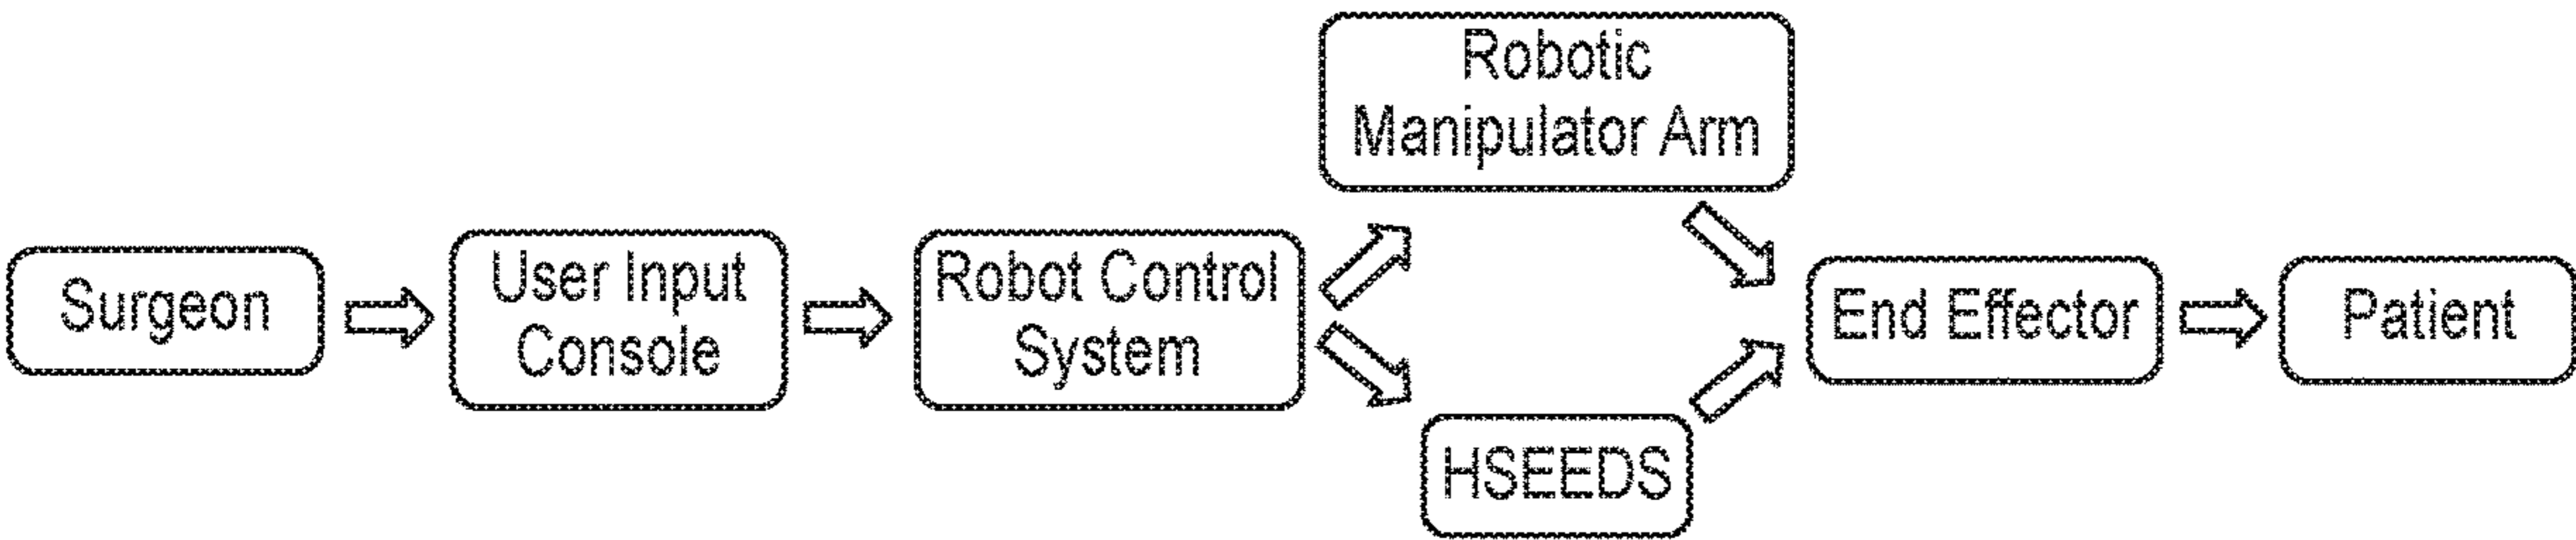 Surgeon
User Input
Console
Robot Control
System
Robotic
Manipulator Arm
HSEEDS
End Effector
Patient